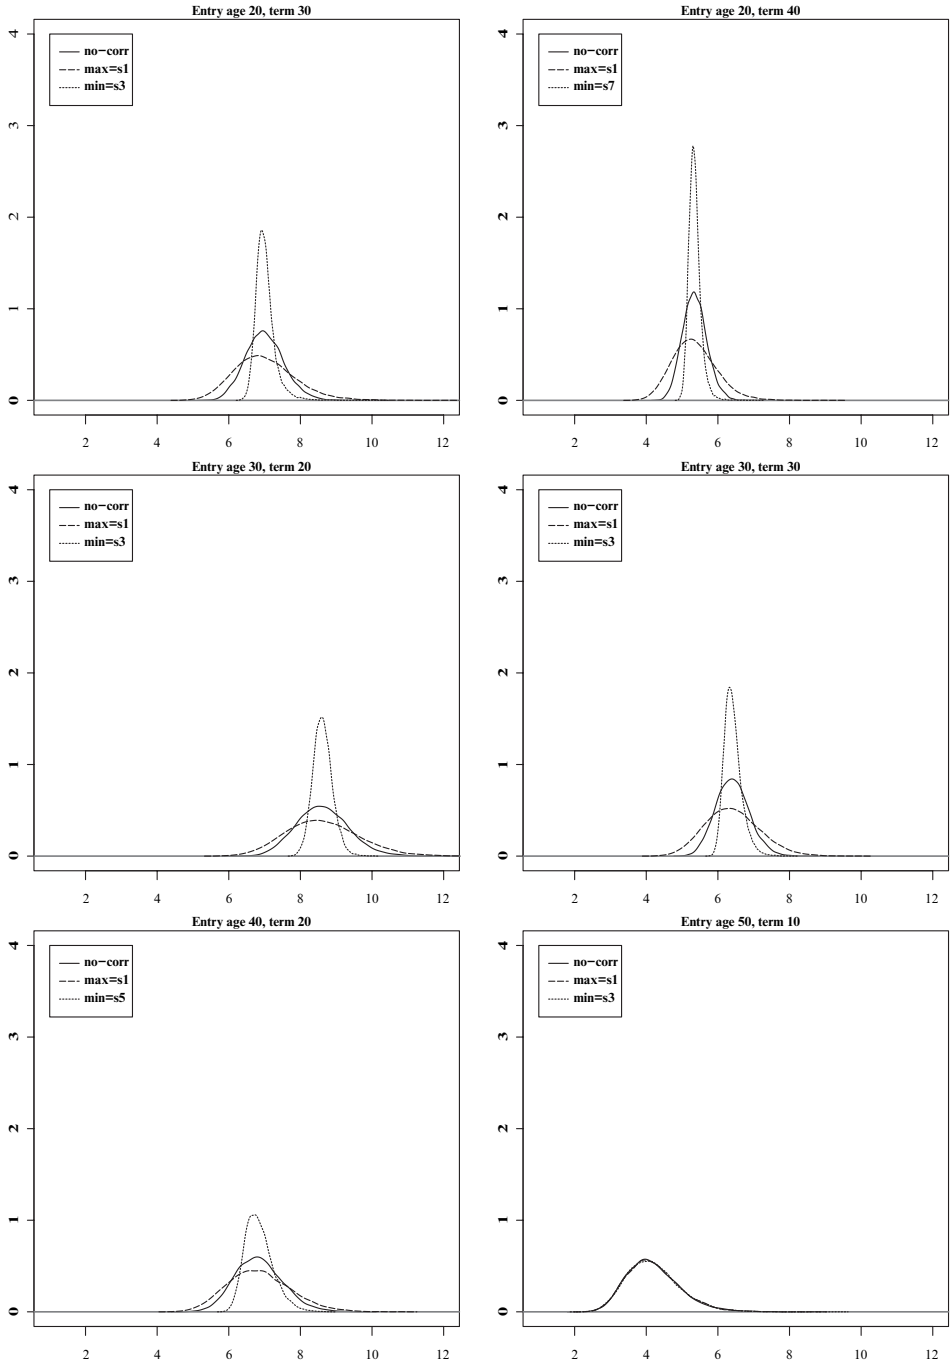 Entry age 20, term 30
4
3
2
1
0
no−corr
max=s1
min=s3
2 4 6 8 10 12
Entry age 20, term 40
4
3
2
1
0
no−corr
max=s1
min=s7
2 4 6 8 10 12
Entry age 30, term 20
4
3
2
1
0
no−corr
max=s1
min=s3
2 4 6 8 10 12
Entry age 30, term 30
4
3
2
1
0
no−corr
max=s1
min=s3
2 4 6 8 10 12
Entry age 40, term 20
4
3
2
1
0
no−corr
max=s1
min=s5
2 4 6 8 10 12
Entry age 50, term 10
4
3
2
1
0
no−corr
max=s1
min=s3
2 4 6 8 10 12